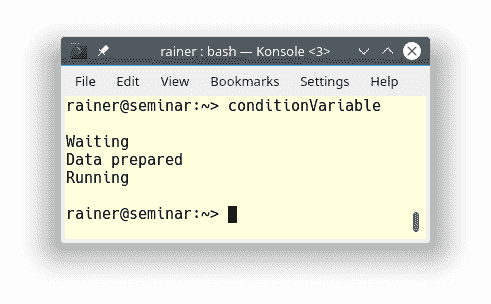 rainer : bash — Konsole <3>
File Edit View Bookmarks Settings Help
rainer@seminar:~> conditionVariable
Waiting
Data prepared
Running
rainer@seminar:~>